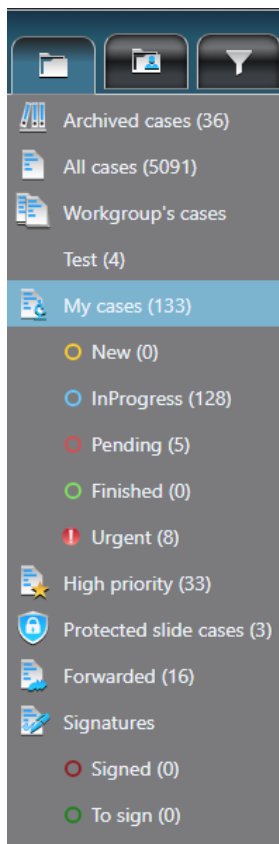 Archived cases (36)
All cases (5091)
Workgroup's cases
Test (4)
My cases (133)
New (0)
InProgress (128)
Pending (5)
Finished (0)
Urgent (8)
High priority (33)
Protected slide cases (3)
Forwarded (16)
Signatures
Signed (0)
To sign (0)